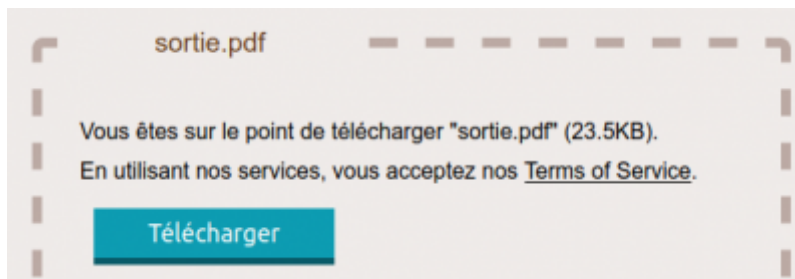 sortie.pdf
Vous êtes sur le point de télécharger "sortie.pdf" (23.5KB).
En utilisant nos services, vous acceptez nos Terms of Service.
Télécharger